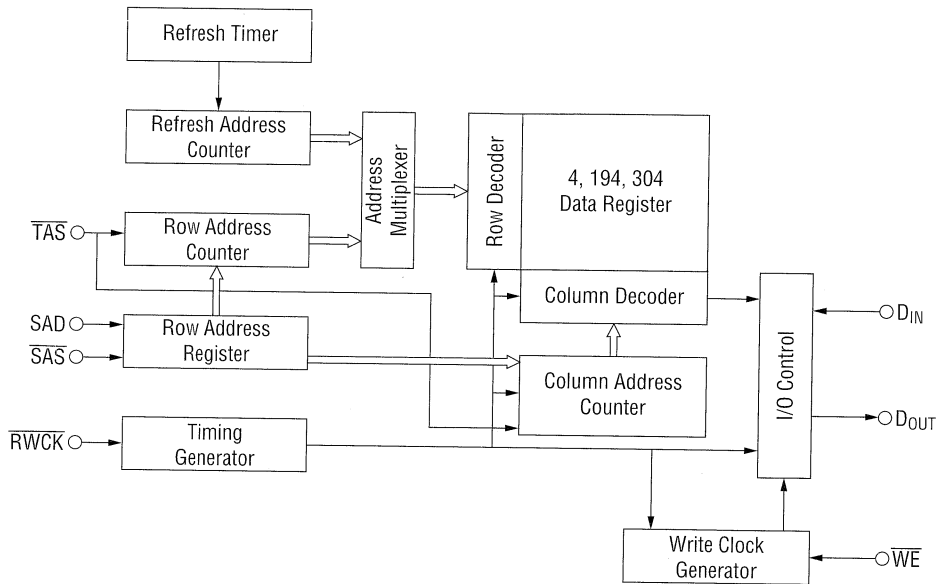 Refresh Timer
Refresh Address
Counter
Address
Multiplexer
Row Decoder
4, 194, 304
Data Register
TAS
Row Address
Counter
Column Decoder
SAD
SAS
Row Address
Register
Column Address
Counter
I/O Control
DIN
DOUT
RWCK
Timing
Generator
Write Clock
Generator
WE